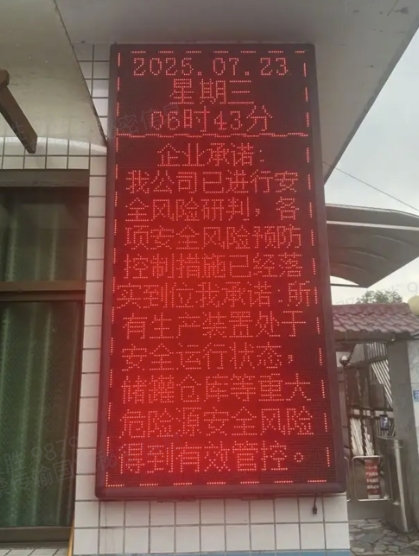 2025.07.23
星期三
06时43分
企业承诺:
我公司已进行安
全风险研判，各
项安全风险预防
控制措施已经落
实到位我承诺:所
有生产装置处于
安全运行状态，
储罐仓库等重大
危险源安全风险
得到有效管控。